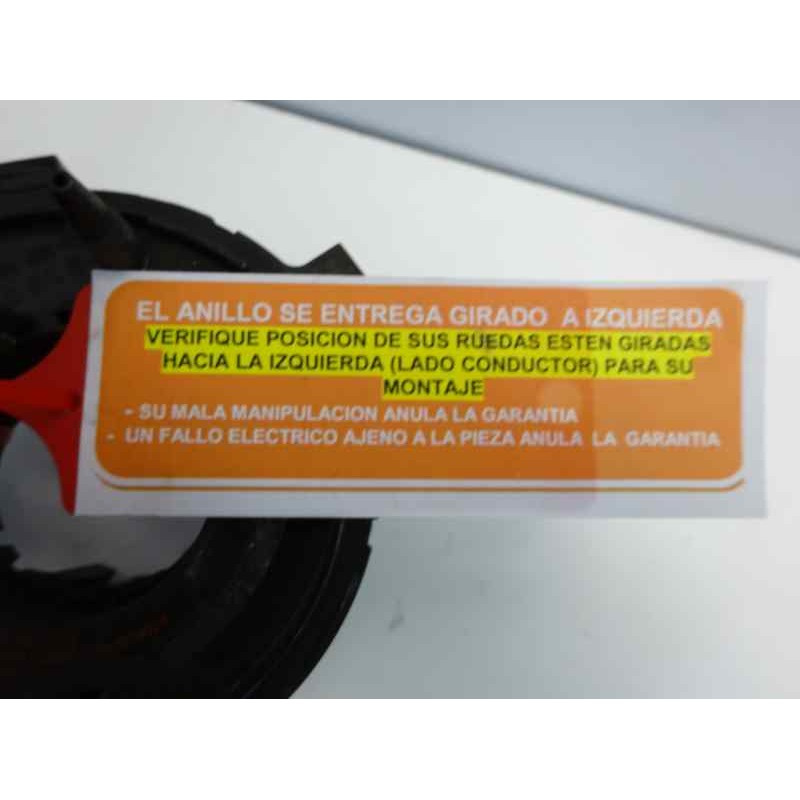 EL ANILLO SE ENTREGA GIRADO A IZQUIERDA
VERIFIQUE POSICION DE SUS RUEDAS ESTEN GIRADAS
HACIA LA IZQUIERDA (LADO CONDUCTOR) PARA SU
MONTAJE
- SU MALA MANIPULACION ANULA LA GARANTIA
- UN FALLO ELECTRICO AJENO A LA PIEZA ANULA LA GARANTIA